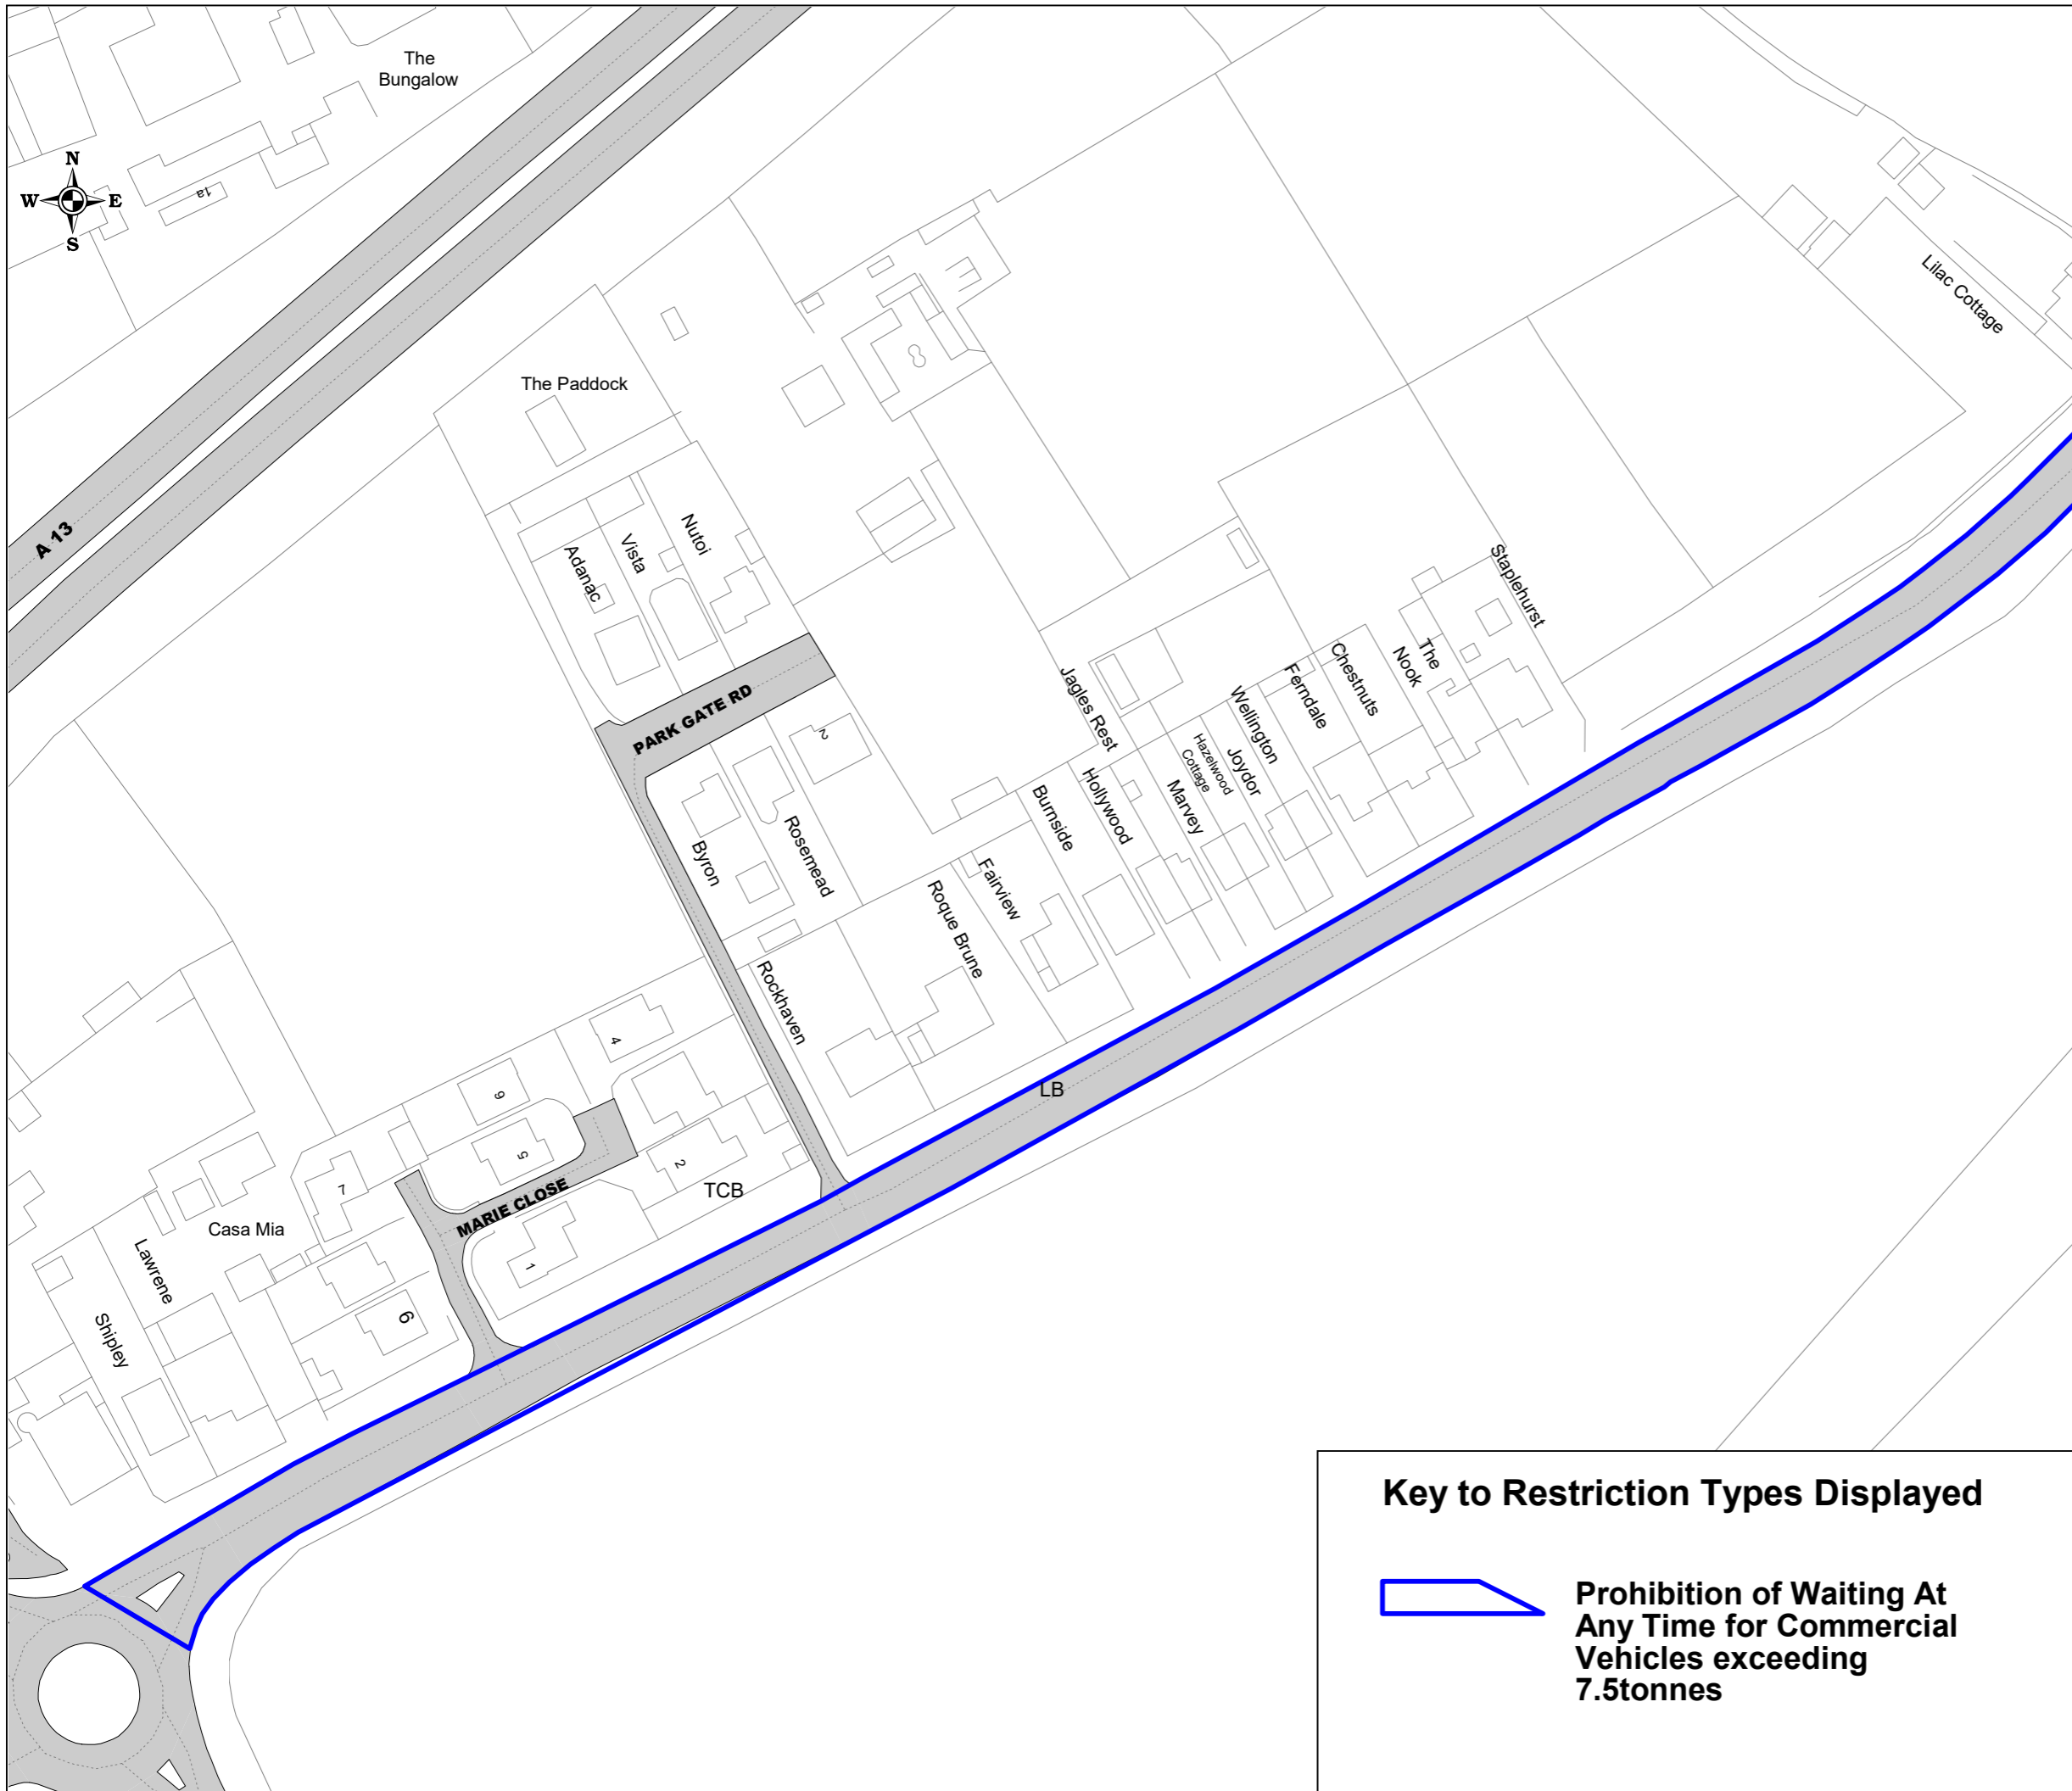 The
Bungalow
N
W
E
S
1a
A 13
Lilac Cottage
The Paddock
Adanac
Vista
Nutoi
Staplehurst
The
Nook
Chestnuts
Ferndale
Wellington
Joydor
Hazelwood
Cottage
Marvey
Jagles Rest
Hollywood
Burnside
Fairview
Roque Brune
PARK GATE RD
2
Byron
Rosemead
Rockhaven
LB
4
6
5
7
2
TCB
MARIE CLOSE
1
Casa Mia
Lawrene
Shipley
6
Key to Restriction Types Displayed
Prohibition of Waiting At
Any Time for Commercial
Vehicles exceeding
7.5tonnes